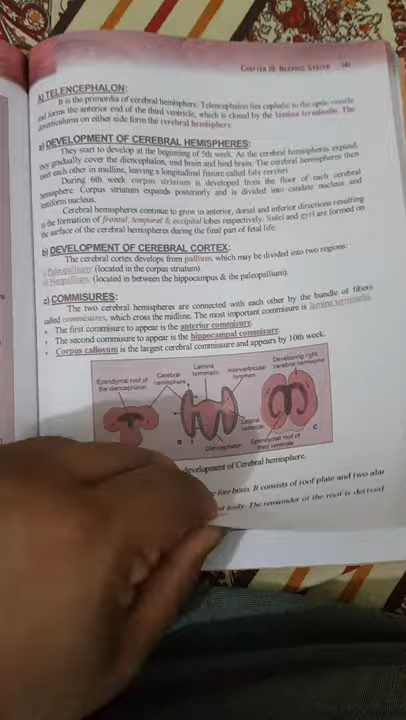 CHAPTER 19: NERVOUS SYSTEM 341
A) TELENCEPHALON:
It is the primordia of cerebral hemisphere. Telencephalon lies cephalic to the optic vesicle
and forms the anterior end of the third ventricle, which is closed by the lamina terminalis. The
diverticulums on either side form the cerebral hemisphere
a) DEVELOPMENT OF CEREBRAL HEMISPHERES:
They start to develop at the beginning of 5th week. As the cerebral hemispheres expand,
they gradually cover the diencephalon, mid brain and hind brain. The cerebral hemispheres then
meet each other in midline, leaving a longitudinal fissure called falx cerebri
During 6th week, corpus striatum is developed from the floor of each cerebral
hemisphere. Corpus striatum expands posteriorly and is divided into caudate nucleus and
lentiform nucleus.
Cerebral hemispheres continue to grow in anterior, dorsal and inferior directions resulting
in the formation of frontal, temporal & occipital lobes respectively. Sulci and gyri are formed on
the surface of the cerebral hemispheres during the final part of fetal life.
b) DEVELOPMENT OF CEREBRAL CORTEX:
The cerebral cortex develops from pallium, which may be divided into two regions:
i) Paleopallium: (located in the corpus striatum)
ii) Neopallium: (located in between the hippocampus & the paleopallium).
c) COMMISURES:
The two cerebral hemispheres are connected with each other by the bundle of fibers
called commisures, which cross the midline. The most important commisure is lamina terminalis
• The first commisure to appear is the anterior commisure.
• The second commisure to appear is the hippocampal commisure.
• Corpus callosum is the largest cerebral commissure and appears by 10th week.
Ependymal roof of
the diencephalon
Cerebral
hemisphere
Lamina
terminalis
Interventricular
foramen
Developing right
cerebral hemisphere
Lateral
ventricle
B
Diencephalon
Ependymal roof of
third ventricle
C
development of Cerebral hemisphere.
fore brain. It consists of roof plate and two alar
body. The remainder of the roof is derived